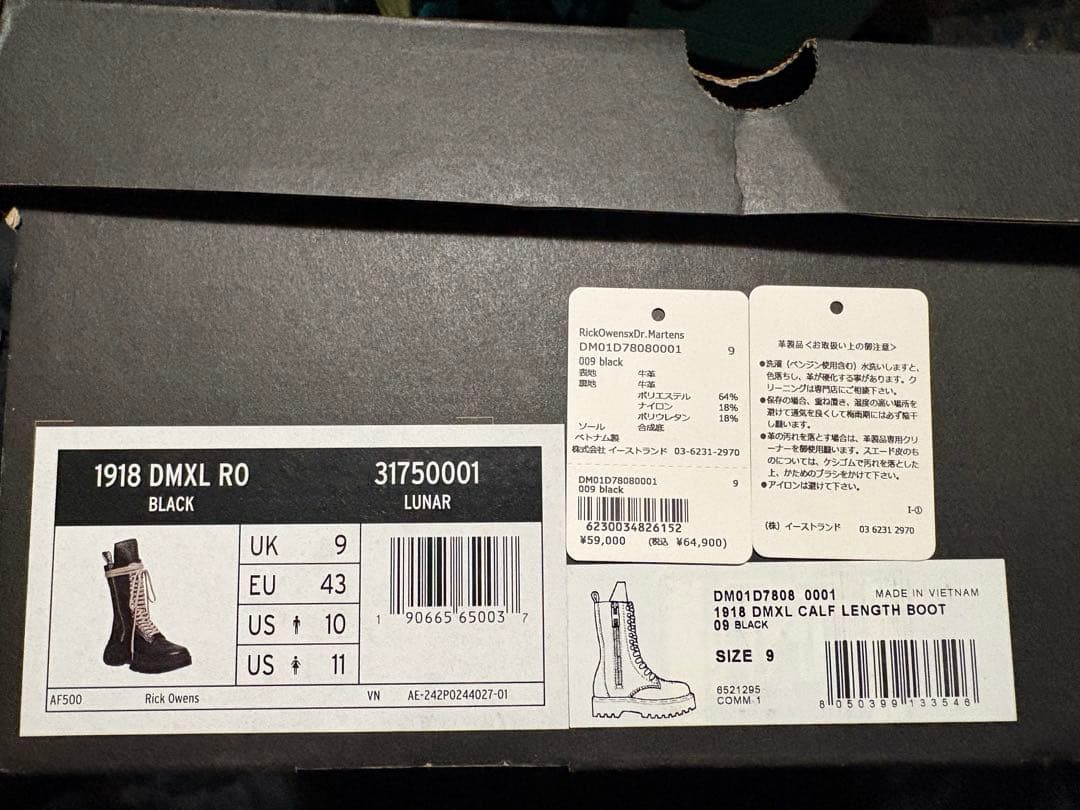 1918 DMXL RO
BLACK
31750001
LUNAR
UK 9
EU 43
US 10
US 11
1 90665 65003 7
AF500 Rick Owens VN AE-242P0244027-01
RickOwensxDr.Martens
DM01D78080001 9
009 black
表地 牛革
裏地 牛革
ポリエステル 64%
ナイロン 18%
ポリウレタン 18%
ソール 合成底
ベトナム製
株式会社 イーストランド 03-6231-2970
DM01D78080001 9
009 black
6230034826152
¥59,000 (税込 ¥64,900)
革製品<お取扱い上の御注意>
●洗濯(ベンジン使用含む)水洗いしますと、
色落ちし、革が硬化する事があります。ク
リーニングは専門店にご相談下さい。
●保存の場合、重ね置き、湿度の高い場所を
避けて通気を良くして梅雨期には必ず陰干
し願います。
●革の汚れを落とす場合は、革製品専用クリ
ーナーを御使用願います。スエード皮のも
のについては、ケシゴムで汚れを落とした
上、かためのブラシをかけて下さい。
●アイロンは避けて下さい。
I-①
(株) イーストランド 03 6231 2970
DM01D7808 0001 MADE IN VIETNAM
1918 DMXL CALF LENGTH BOOT
09 BLACK
SIZE 9
6521295
COMM 1
8050399133546